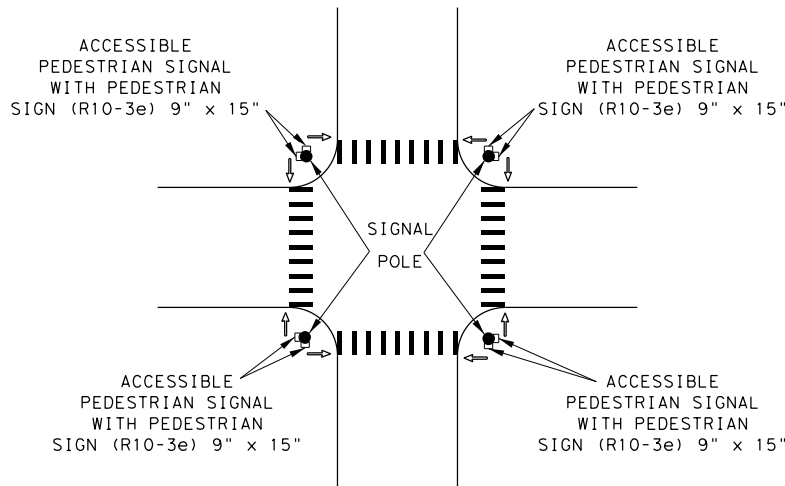 ACCESSIBLE
PEDESTRIAN SIGNAL
WITH PEDESTRIAN
SIGN (R10-3e) 9" x 15"
ACCESSIBLE
PEDESTRIAN SIGNAL
WITH PEDESTRIAN
SIGN (R10-3e) 9" x 15"
SIGNAL
POLE
ACCESSIBLE
PEDESTRIAN SIGNAL
WITH PEDESTRIAN
SIGN (R10-3e) 9" x 15"
ACCESSIBLE
PEDESTRIAN SIGNAL
WITH PEDESTRIAN
SIGN (R10-3e) 9" x 15"